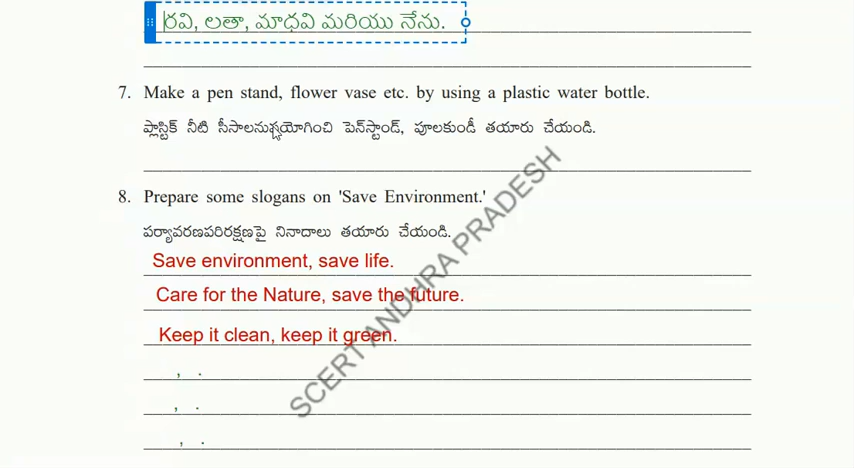 రవి, లతా, మాధవి మరియు నేను.
7. Make a pen stand, flower vase etc. by using a plastic water bottle.
ప్లాస్టిక్ నీటి సీసాలనుపయోగించి పెన్‌స్టాండ్, పూలకుండీ తయారు చేయండి.
8. Prepare some slogans on 'Save Environment.'
పర్యావరణపరిరక్షణపై నినాదాలు తయారు చేయండి.
Save environment, save life.
Care for the Nature, save the future.
Keep it clean, keep it green.
, .
, .
, .
SCERT ANDHRA PRADESH